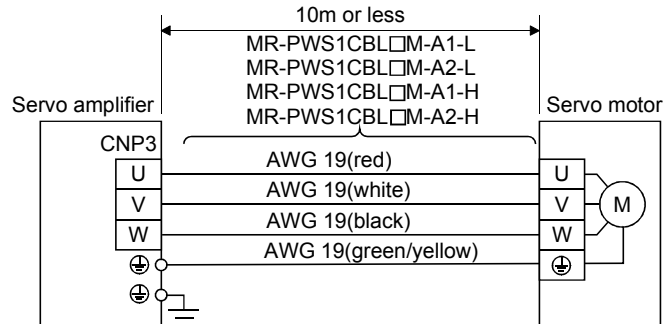 10m or less
MR-PWS1CBL□M-A1-L
MR-PWS1CBL□M-A2-L
MR-PWS1CBL□M-A1-H
MR-PWS1CBL□M-A2-H
Servo amplifier
Servo motor
CNP3
U
AWG 19(red)
U
V
AWG 19(white)
V
M
W
AWG 19(black)
W
AWG 19(green/yellow)